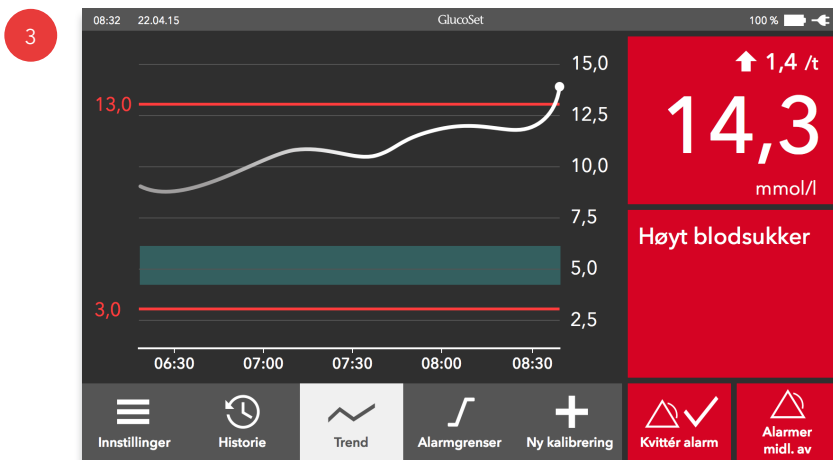 3
08:32 22.04.15 GlucoSet 100 %
15,0
13,0
12,5
10,0
7,5
5,0
3,0
2,5
06:30 07:00 07:30 08:00 08:30
1,4 /t
14,3
mmol/l
Høyt blodsukker
Innstillinger
Historie
Trend
Alarmgrenser
Ny kalibrering
Kvittér alarm
Alarmer
midl. av